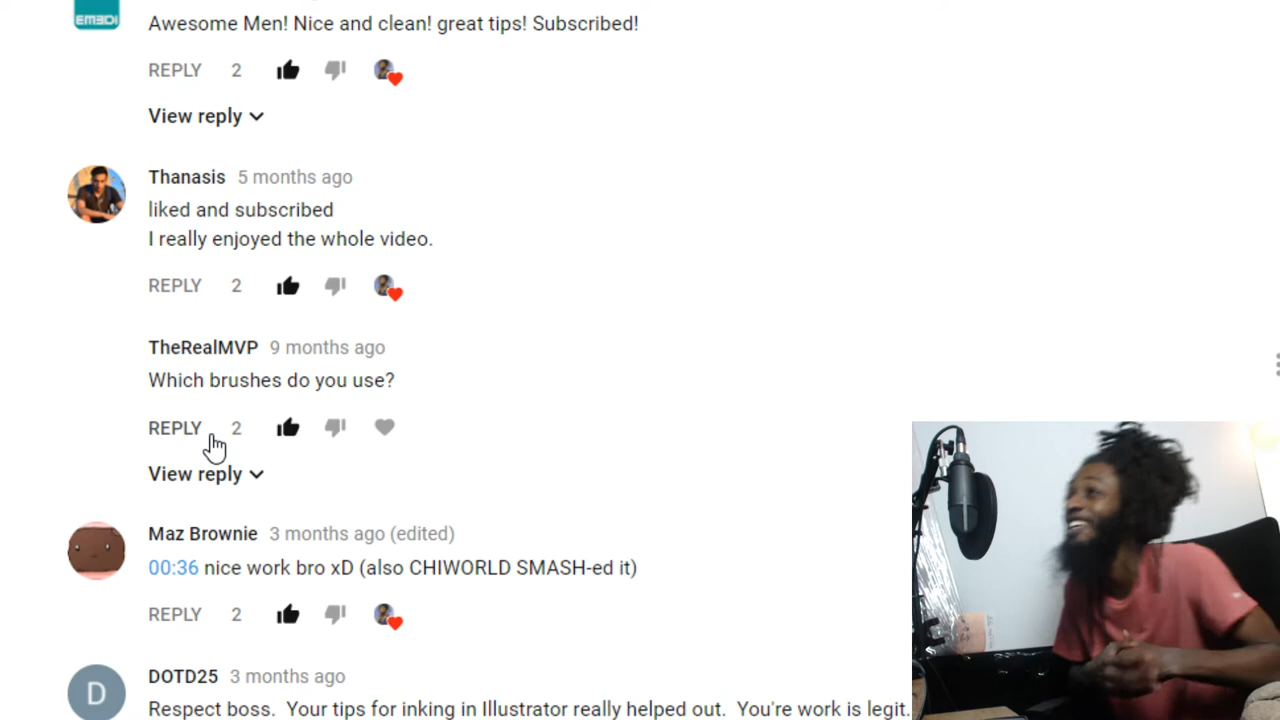 EM3DI
Awesome Men! Nice and clean! great tips! Subscribed!
REPLY 2
View reply
Thanasis 5 months ago
liked and subscribed
I really enjoyed the whole video.
REPLY 2
TheRealMVP 9 months ago
Which brushes do you use?
REPLY 2
View reply
Maz Brownie 3 months ago (edited)
00:36 nice work bro xD (also CHIWORLD SMASH-ed it)
REPLY 2
D
DOTD25 3 months ago
Respect boss. Your tips for inking in Illustrator really helped out. You're work is legit.